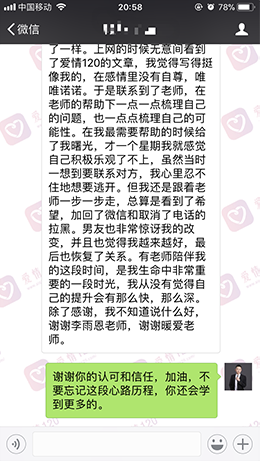 中国移动
20:58
78%
微信
了一样。上网的时候无意间看到
了爱情120的文章，我觉得写得挺
像我的，在感情里没有自尊，唯
唯诺诺。于是联系到了老师，在
老师的帮助下一点一点梳理自己
的问题，也一点点梳理自己的可
能性。在我最需要帮助的时候给
了我曙光，才一个星期我就感觉
自己积极乐观了不上，虽然当时
一想到要联系对方，我心里忍不
住地想要逃开。但我还是跟着老
师一步一步走，总算是看到了希
望，加回了微信和取消了电话的
拉黑。男友也非常惊讶我的改
变，并且也觉得我越来越好，最
后也恢复了关系。有老师陪伴我
的这段时间，是我生命中非常重
要的一段时光，我从没有觉得自
己的提升会有那么快，那么深。
除了感谢，我不知道说什么好，
谢谢李雨恩老师，谢谢暖爱老
师。
谢谢你的认可和信任，加油，不
要忘记这段心路历程，你还会学
到更多的。